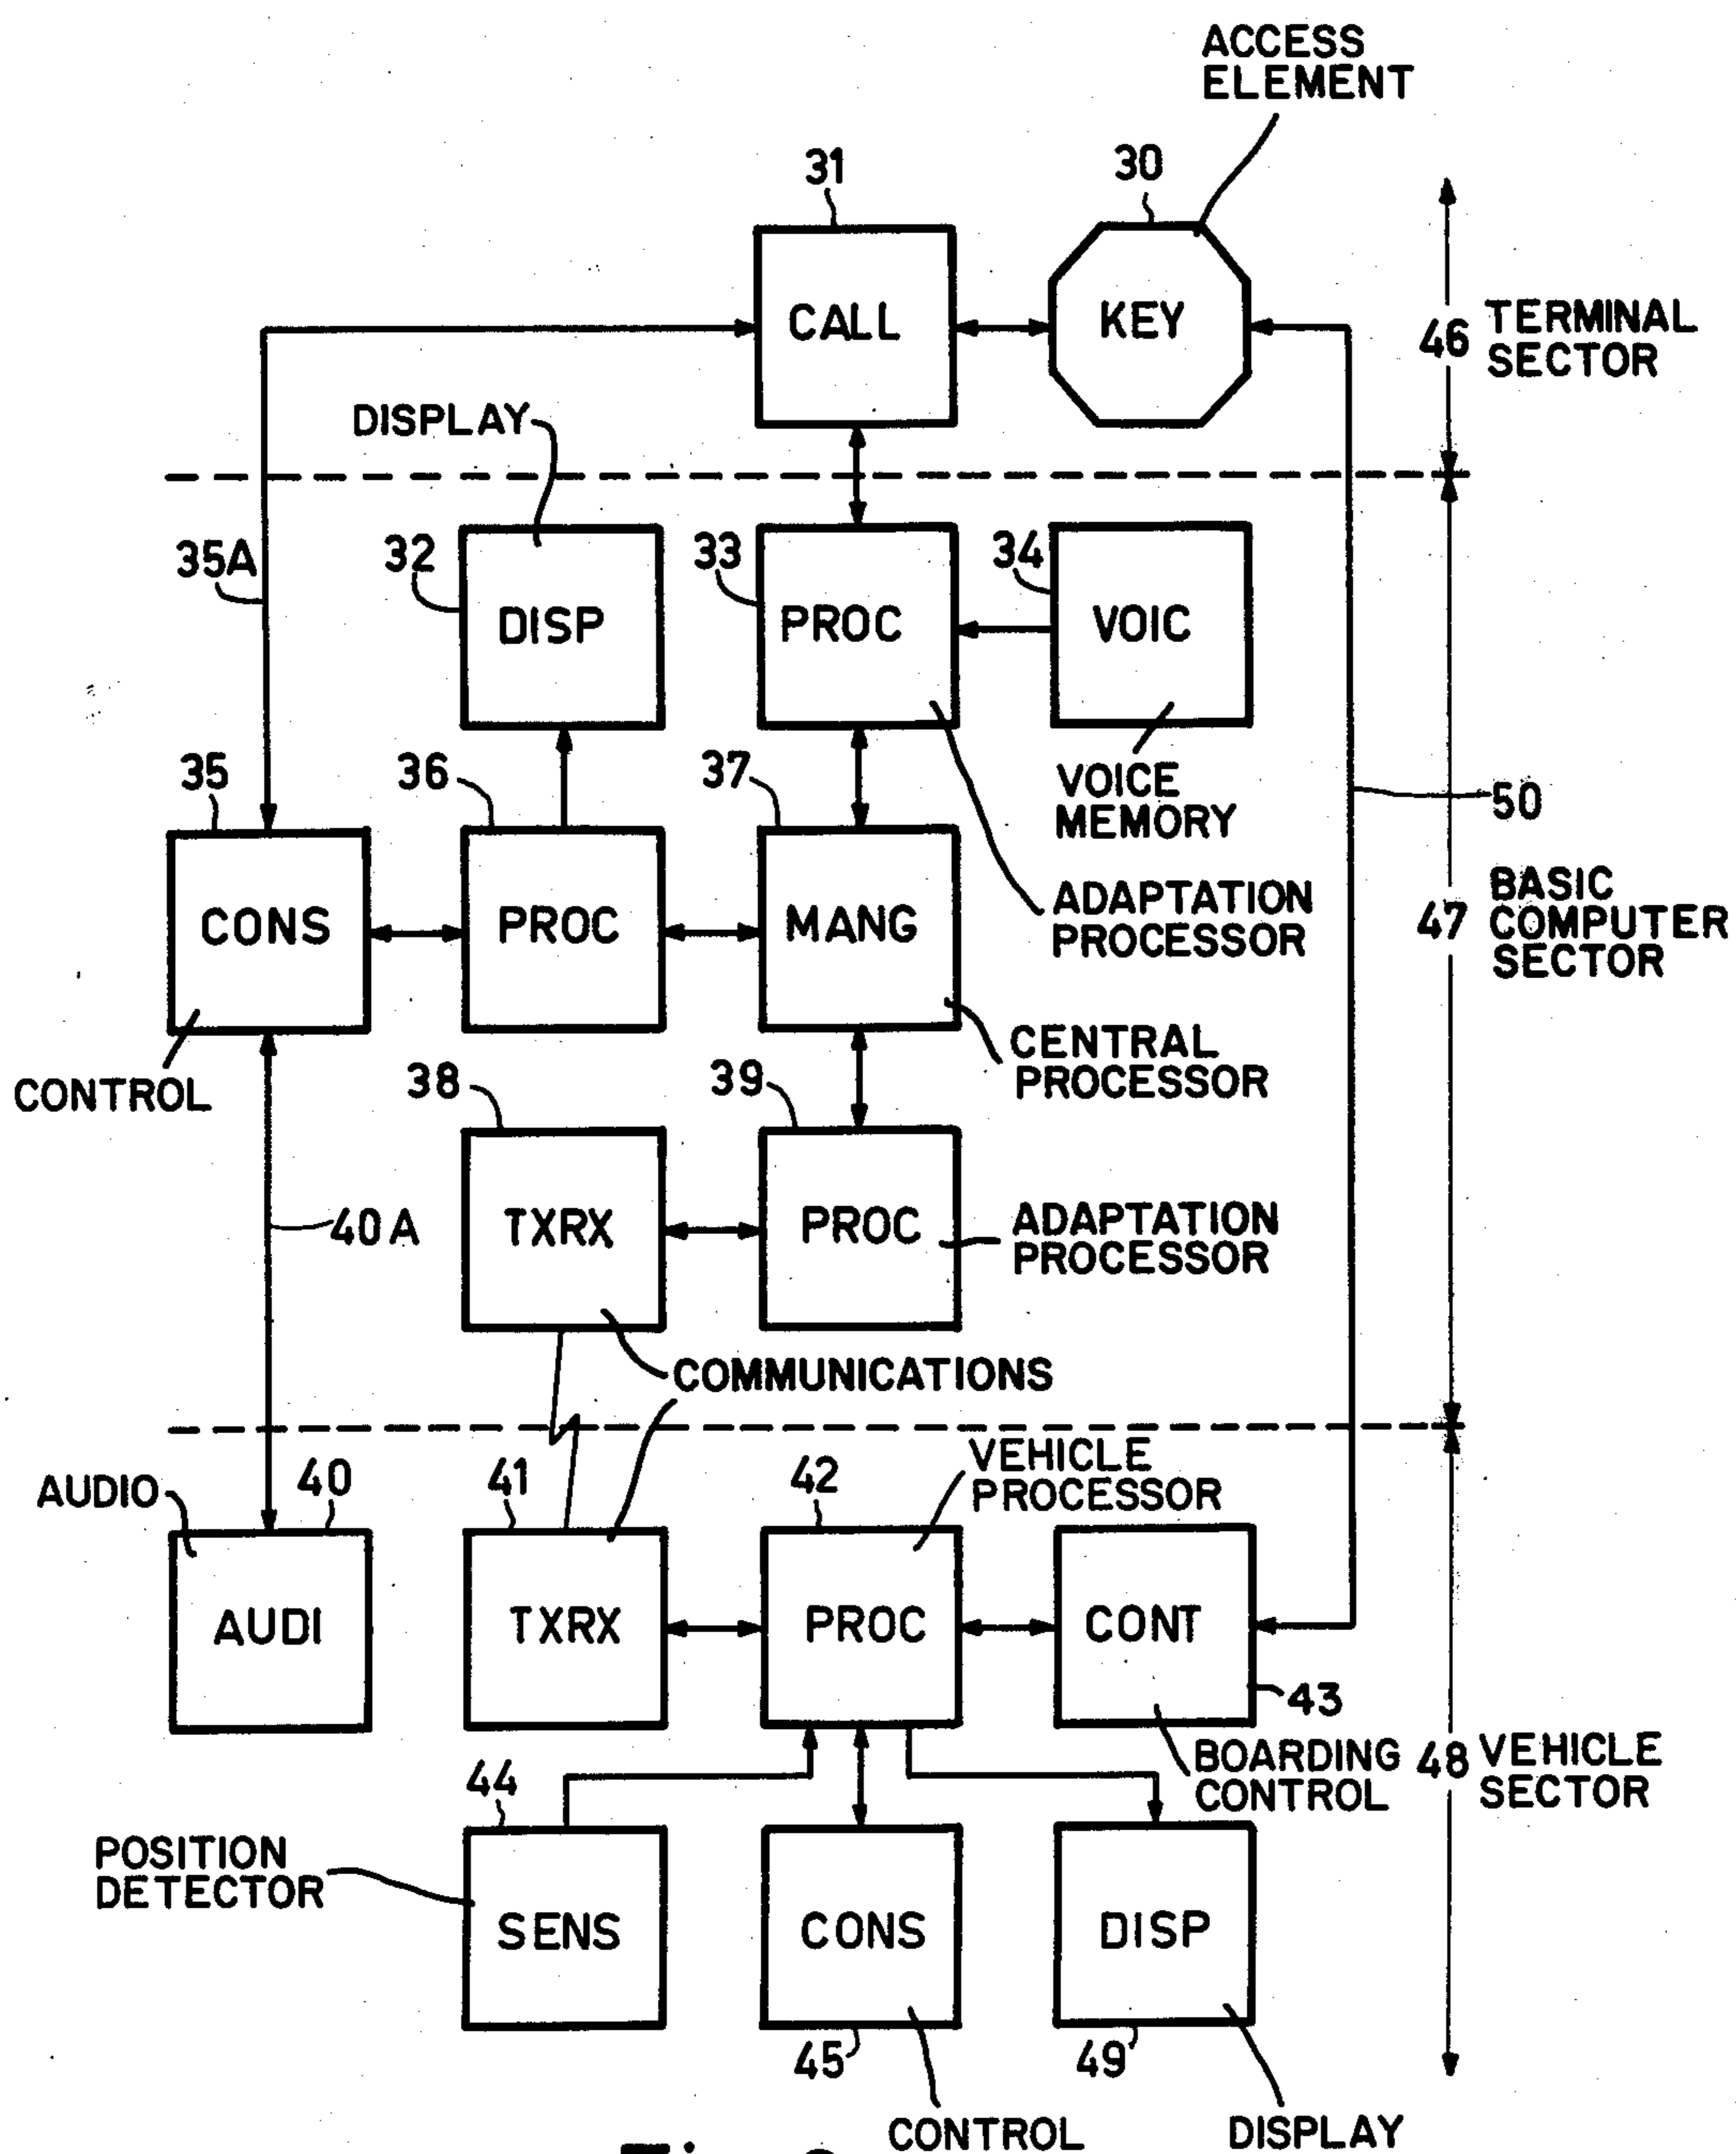 ACCESS
ELEMENT
31
30
CALL
KEY
46
TERMINAL
SECTOR
DISPLAY
35A
32
33
34
DISP
PROC
VOIC
35
36
37
VOICE
MEMORY
50
CONS
PROC
MANG
ADAPTATION
PROCESSOR
47
BASIC
COMPUTER
SECTOR
CENTRAL
PROCESSOR
CONTROL
38
39
40A
TXRX
PROC
ADAPTATION
PROCESSOR
COMMUNICATIONS
AUDIO
40
41
42
VEHICLE
PROCESSOR
AUDI
TXRX
PROC
CONT
43
BOARDING
CONTROL
48
VEHICLE
SECTOR
44
POSITION
DETECTOR
SENS
CONS
DISP
45
49
CONTROL
DISPLAY